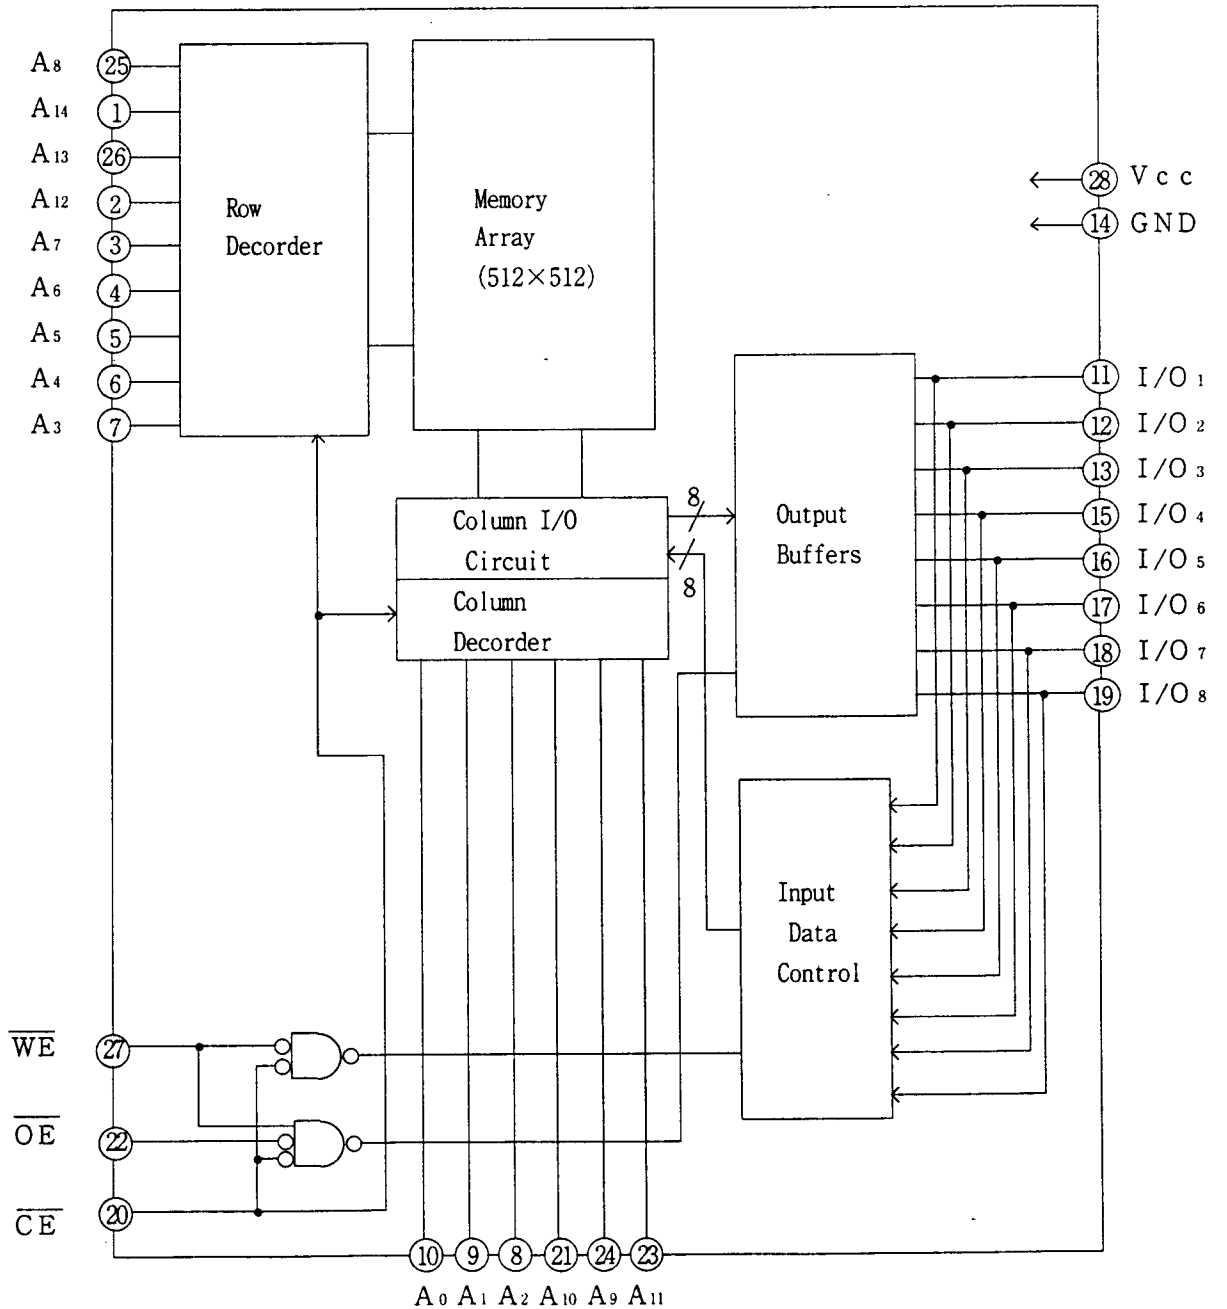 A8 25
A14 1
A13 26
A12 2
A7 3
A6 4
A5 5
A4 6
A3 7
Row
Decorder
Memory
Array
(512×512)
28 Vcc
14 GND
Column I/O
Circuit
Column
Decorder
8
8
Output
Buffers
11 I/O1
12 I/O2
13 I/O3
15 I/O4
16 I/O5
17 I/O6
18 I/O7
19 I/O8
Input
Data
Control
W̅E̅ 27
O̅E̅ 22
C̅E̅ 20
10 9 8 21 24 23
A0 A1 A2 A10 A9 A11